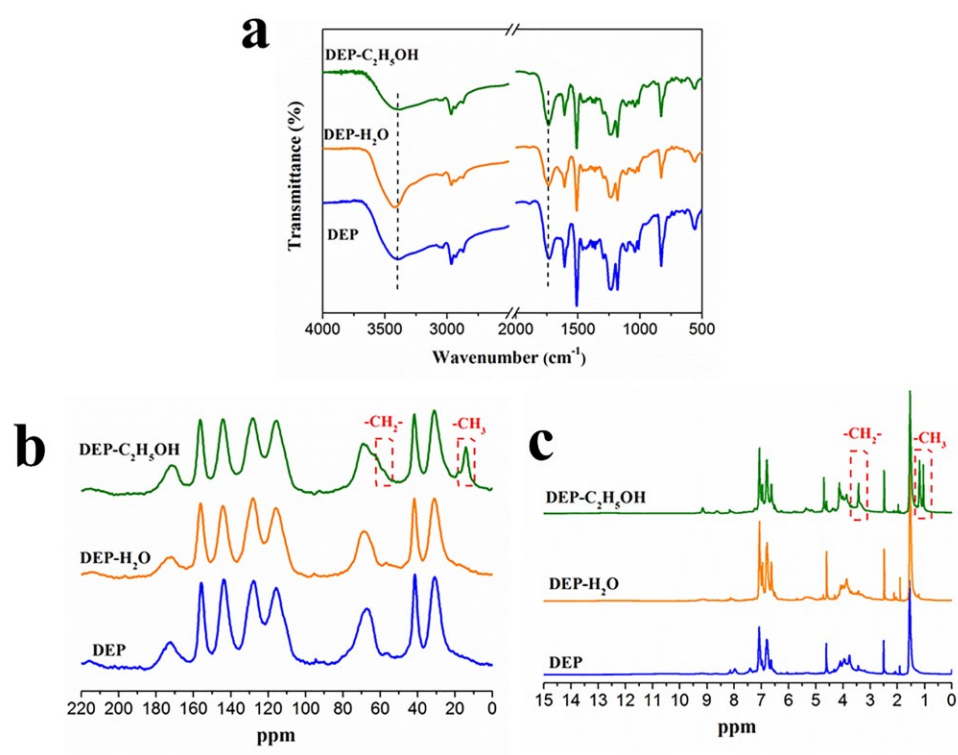 a
DEP-C₂H₅OH
DEP-H₂O
DEP
Transmittance (%)
4000 3500 3000 2500 2000 1500 1000 500
Wavenumber (cm⁻¹)
b
-CH₂-
-CH₃
DEP-C₂H₅OH
DEP-H₂O
DEP
220 200 180 160 140 120 100 80 60 40 20 0
ppm
c
-CH₂-
-CH₃
DEP-C₂H₅OH
DEP-H₂O
DEP
15 14 13 12 11 10 9 8 7 6 5 4 3 2 1 0
ppm